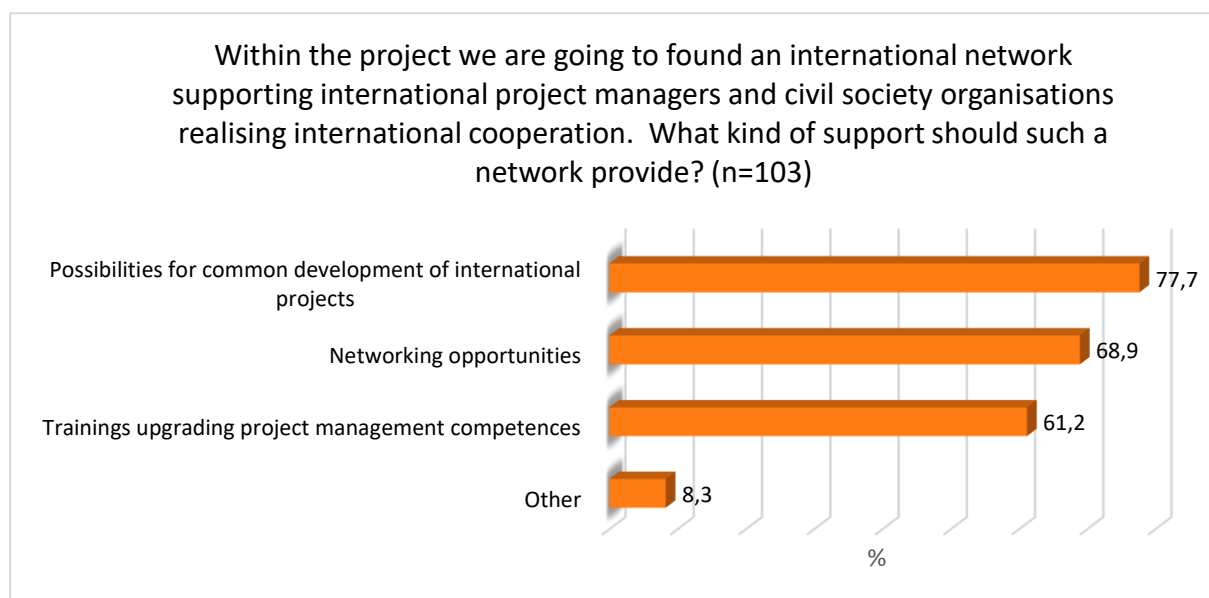 Within the project we are going to found an international network
supporting international project managers and civil society organisations
realising international cooperation.  What kind of support should such a
network provide? (n=103)
Possibilities for common development of international
projects
77,7
Networking opportunities
68,9
Trainings upgrading project management competences
61,2
Other
8,3
%